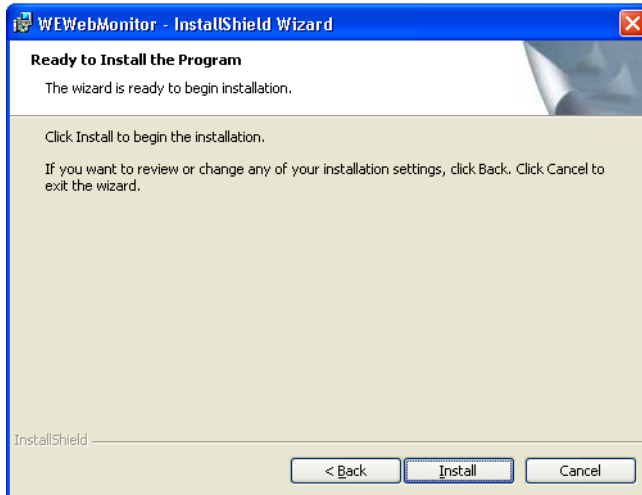 WEWebMonitor - InstallShield Wizard
Ready to Install the Program
The wizard is ready to begin installation.
Click Install to begin the installation.
If you want to review or change any of your installation settings, click Back. Click Cancel to
exit the wizard.
InstallShield
< Back
Install
Cancel